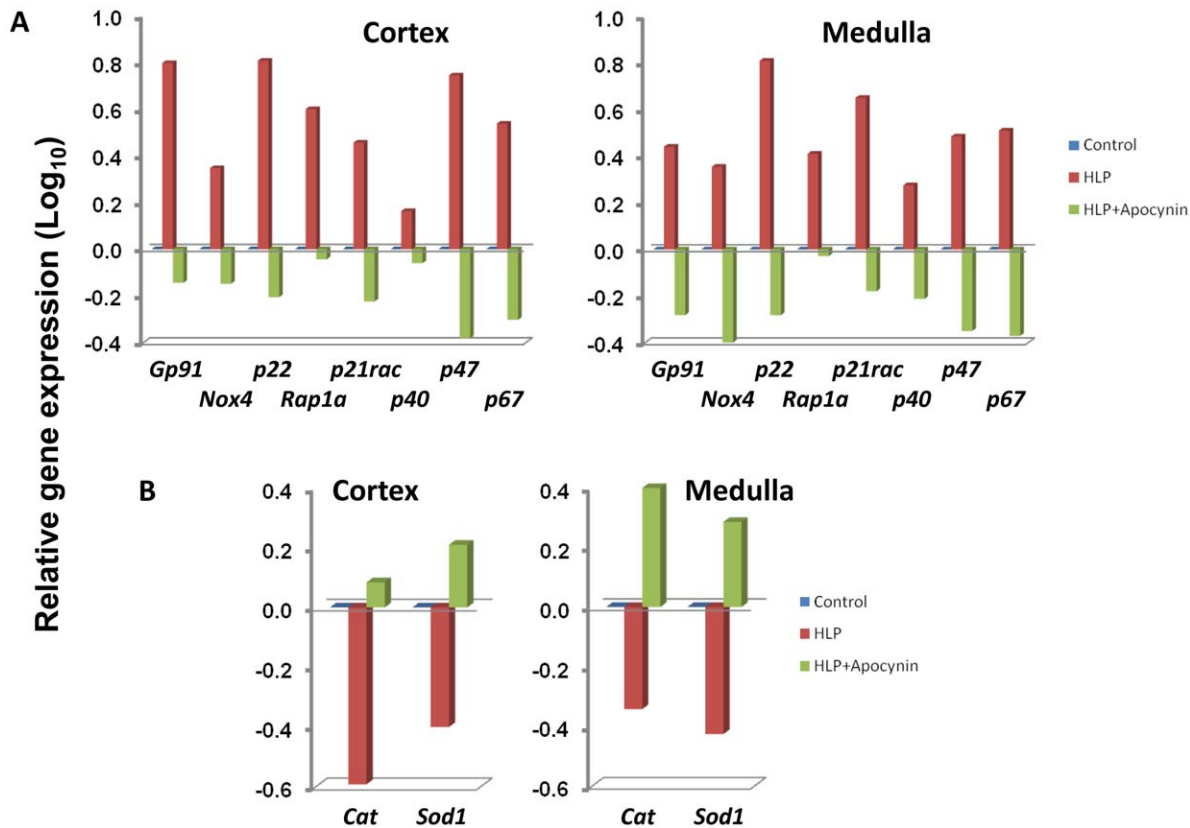 A
Cortex
Medulla
Relative gene expression (Log10)
1.0
0.8
0.6
0.4
0.2
0.0
-0.2
-0.4
Gp91 p22 p21rac p47
Nox4 Rap1a p40 p67
1.0
0.8
0.6
0.4
0.2
0.0
-0.2
-0.4
Gp91 p22 p21rac p47
Nox4 Rap1a p40 p67
Control
HLP
HLP+Apocynin
B
Cortex
Medulla
0.4
0.2
0.0
-0.2
-0.4
-0.6
Cat Sod1
0.4
0.2
0.0
-0.2
-0.4
-0.6
Cat Sod1
Control
HLP
HLP+Apocynin